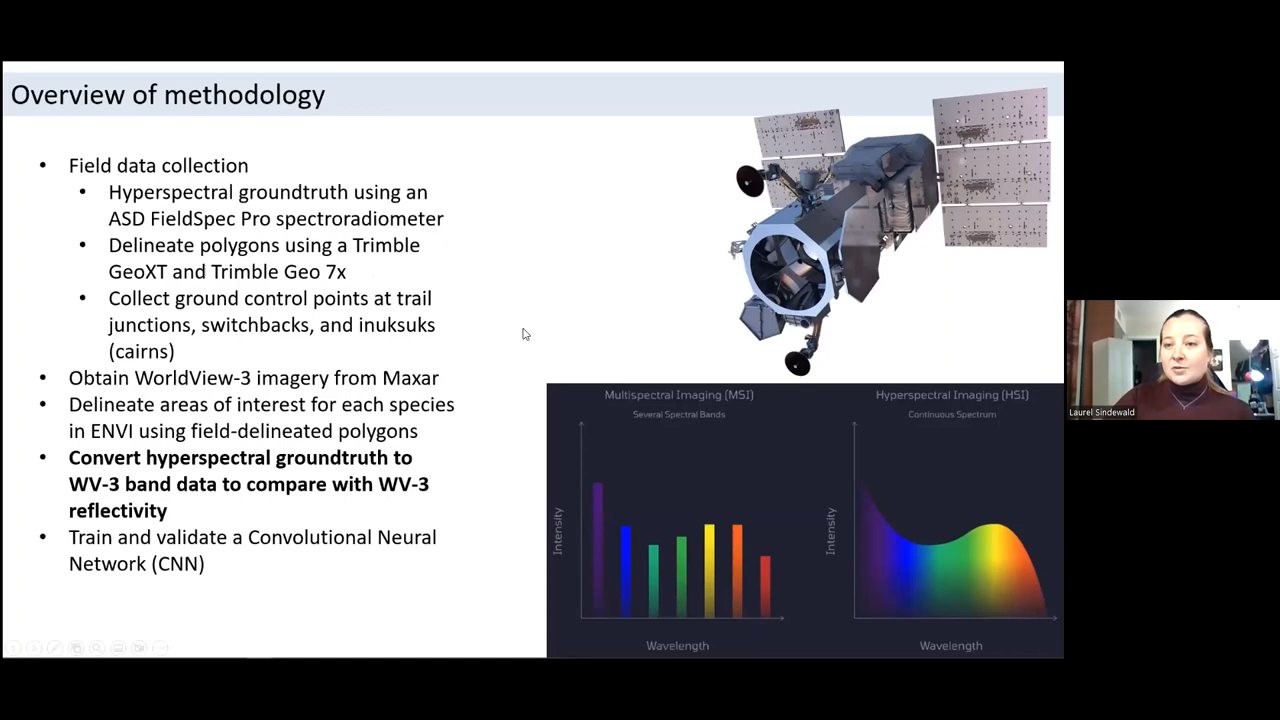 Overview of methodology
• Field data collection
• Hyperspectral groundtruth using an
ASD FieldSpec Pro spectroradiometer
• Delineate polygons using a Trimble
GeoXT and Trimble Geo 7x
• Collect ground control points at trail
junctions, switchbacks, and inuksuks
(cairns)
• Obtain WorldView-3 imagery from Maxar
• Delineate areas of interest for each species
in ENVI using field-delineated polygons
• Convert hyperspectral groundtruth to
WV-3 band data to compare with WV-3
reflectivity
• Train and validate a Convolutional Neural
Network (CNN)
Multispectral Imaging (MSI)
Several Spectral Bands
Intensity
Wavelength
Hyperspectral Imaging (HSI)
Continuous Spectrum
Intensity
Wavelength
Laurel Sindewald